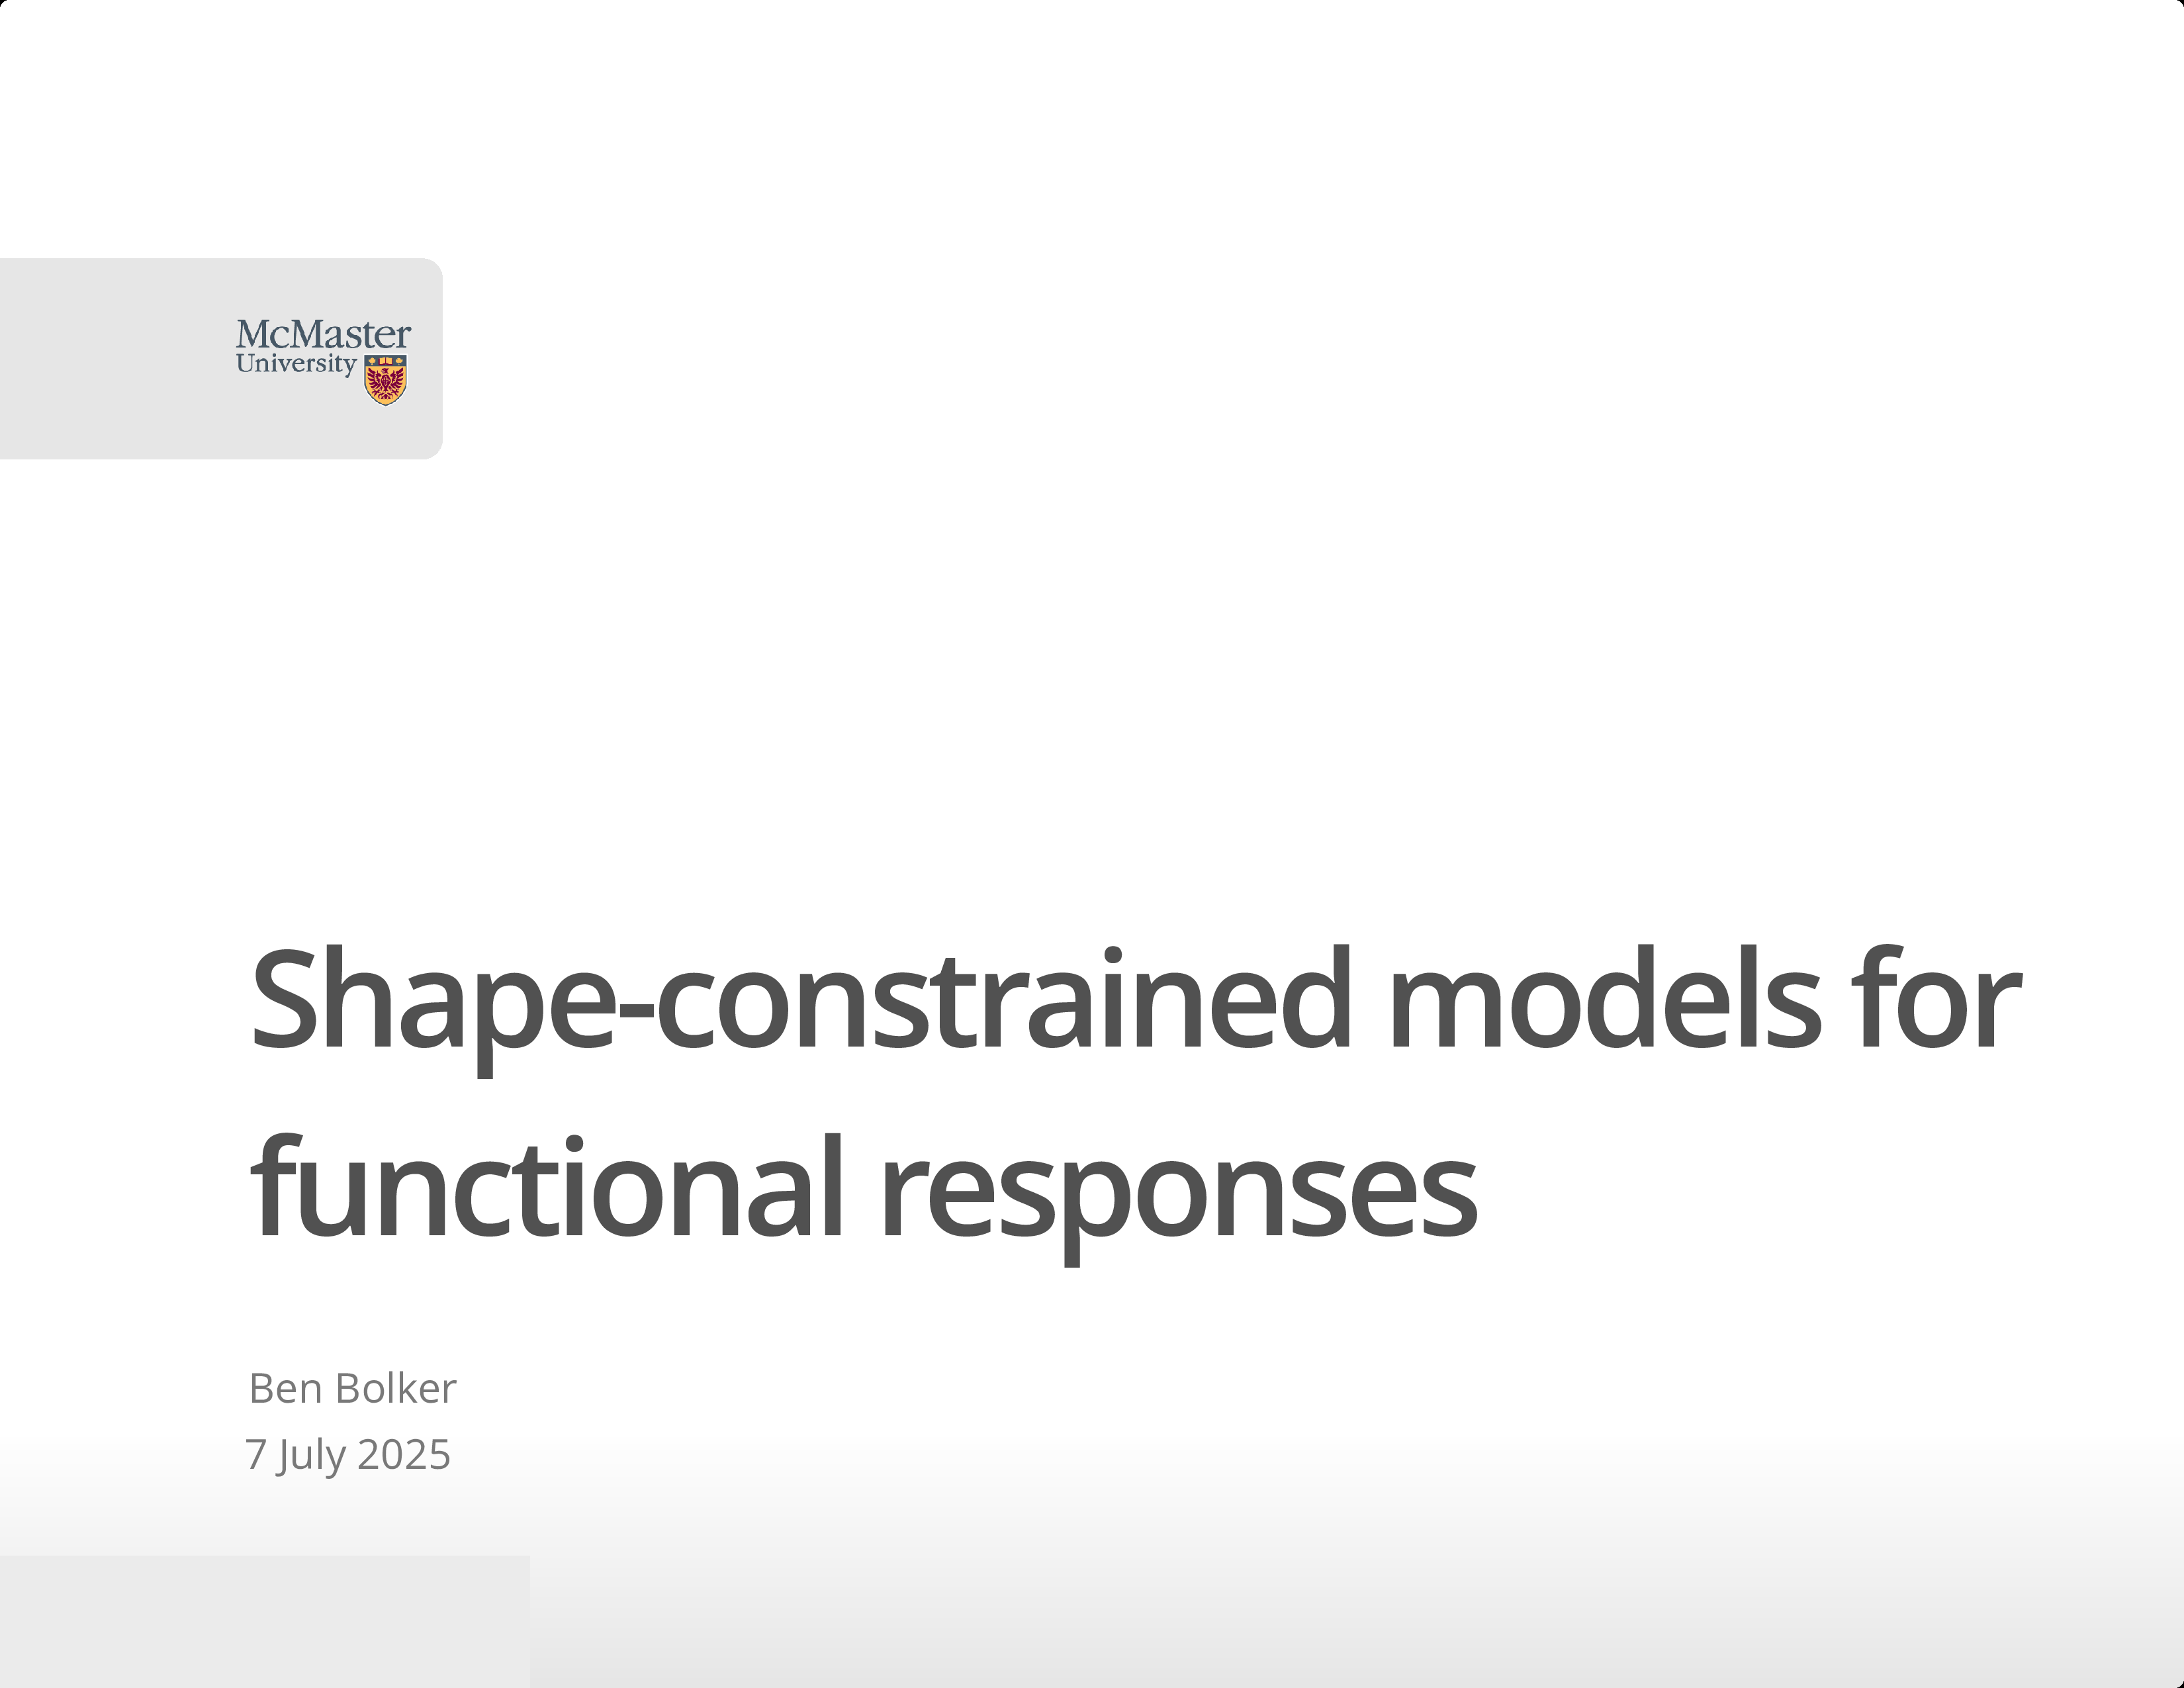 McMaster
University
Shape-constrained models for
functional responses
Ben Bolker
7 July 2025